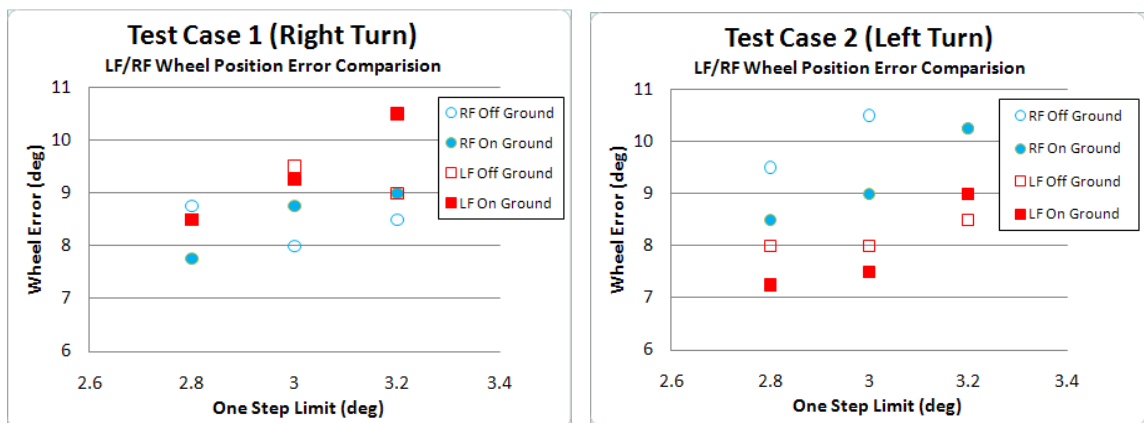 Test Case 1 (Right Turn)
LF/RF Wheel Position Error Comparision
Wheel Error (deg)
11
10
9
8
7
6
2.6 2.8 3 3.2 3.4
One Step Limit (deg)
RF Off Ground
RF On Ground
LF Off Ground
LF On Ground
Test Case 2 (Left Turn)
LF/RF Wheel Position Error Comparision
Wheel Error (deg)
11
10
9
8
7
6
2.6 2.8 3 3.2 3.4
One Step Limit (deg)
RF Off Ground
RF On Ground
LF Off Ground
LF On Ground